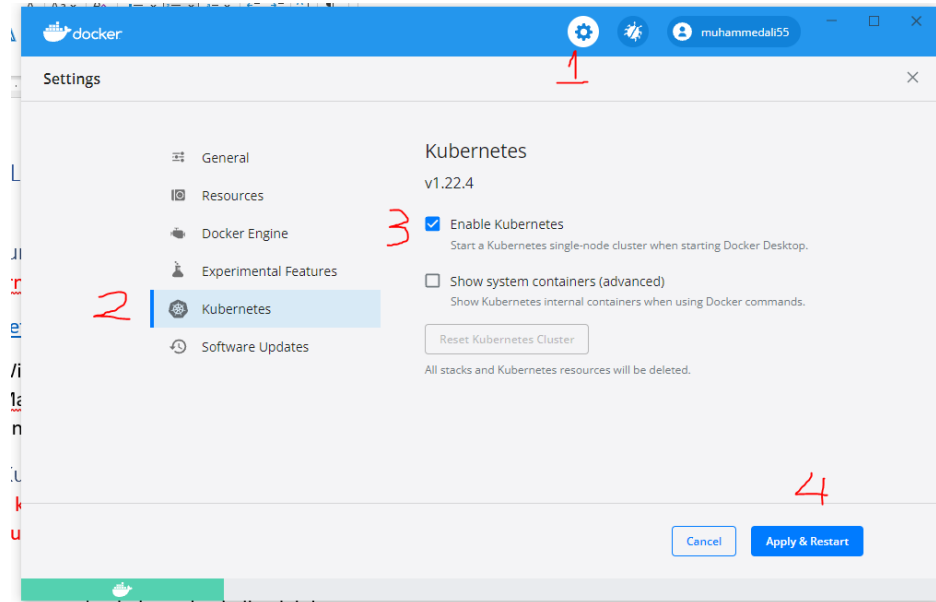 docker
muhammedali55
1
Settings
General
Resources
Docker Engine
Experimental Features
2
Kubernetes
Software Updates
Kubernetes
v1.22.4
3
Enable Kubernetes
Start a Kubernetes single-node cluster when starting Docker Desktop.
Show system containers (advanced)
Show Kubernetes internal containers when using Docker commands.
Reset Kubernetes Cluster
All stacks and Kubernetes resources will be deleted.
4
Cancel
Apply & Restart